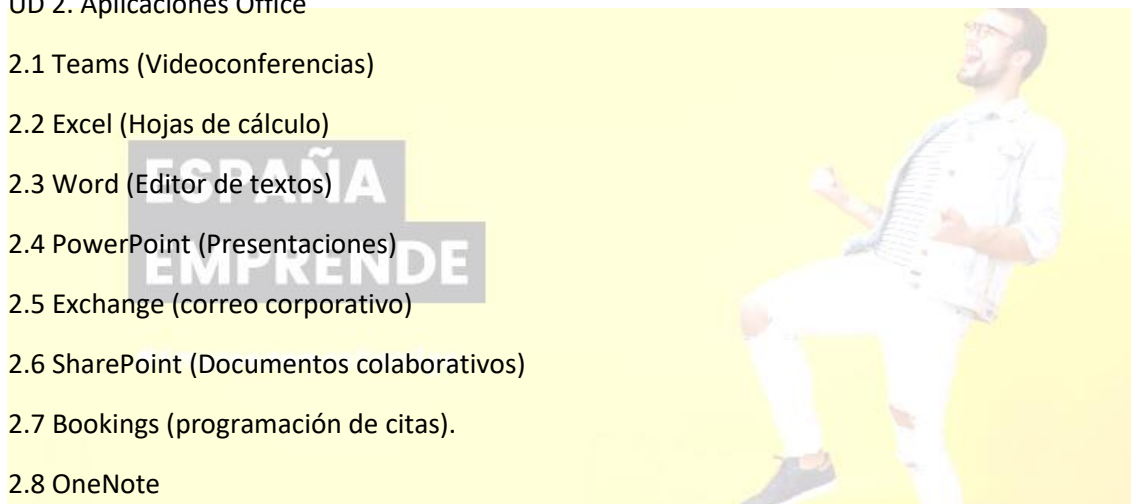 UD 2. Aplicaciones Office
2.1 Teams (Videoconferencias)
2.2 Excel (Hojas de cálculo)
ESPAÑA
2.3 Word (Editor de textos)
2.4 PowerPoint (Presentaciones)
EMPRENDE
2.5 Exchange (correo corporativo)
2.6 SharePoint (Documentos colaborativos)
2.7 Bookings (programación de citas).
2.8 OneNote